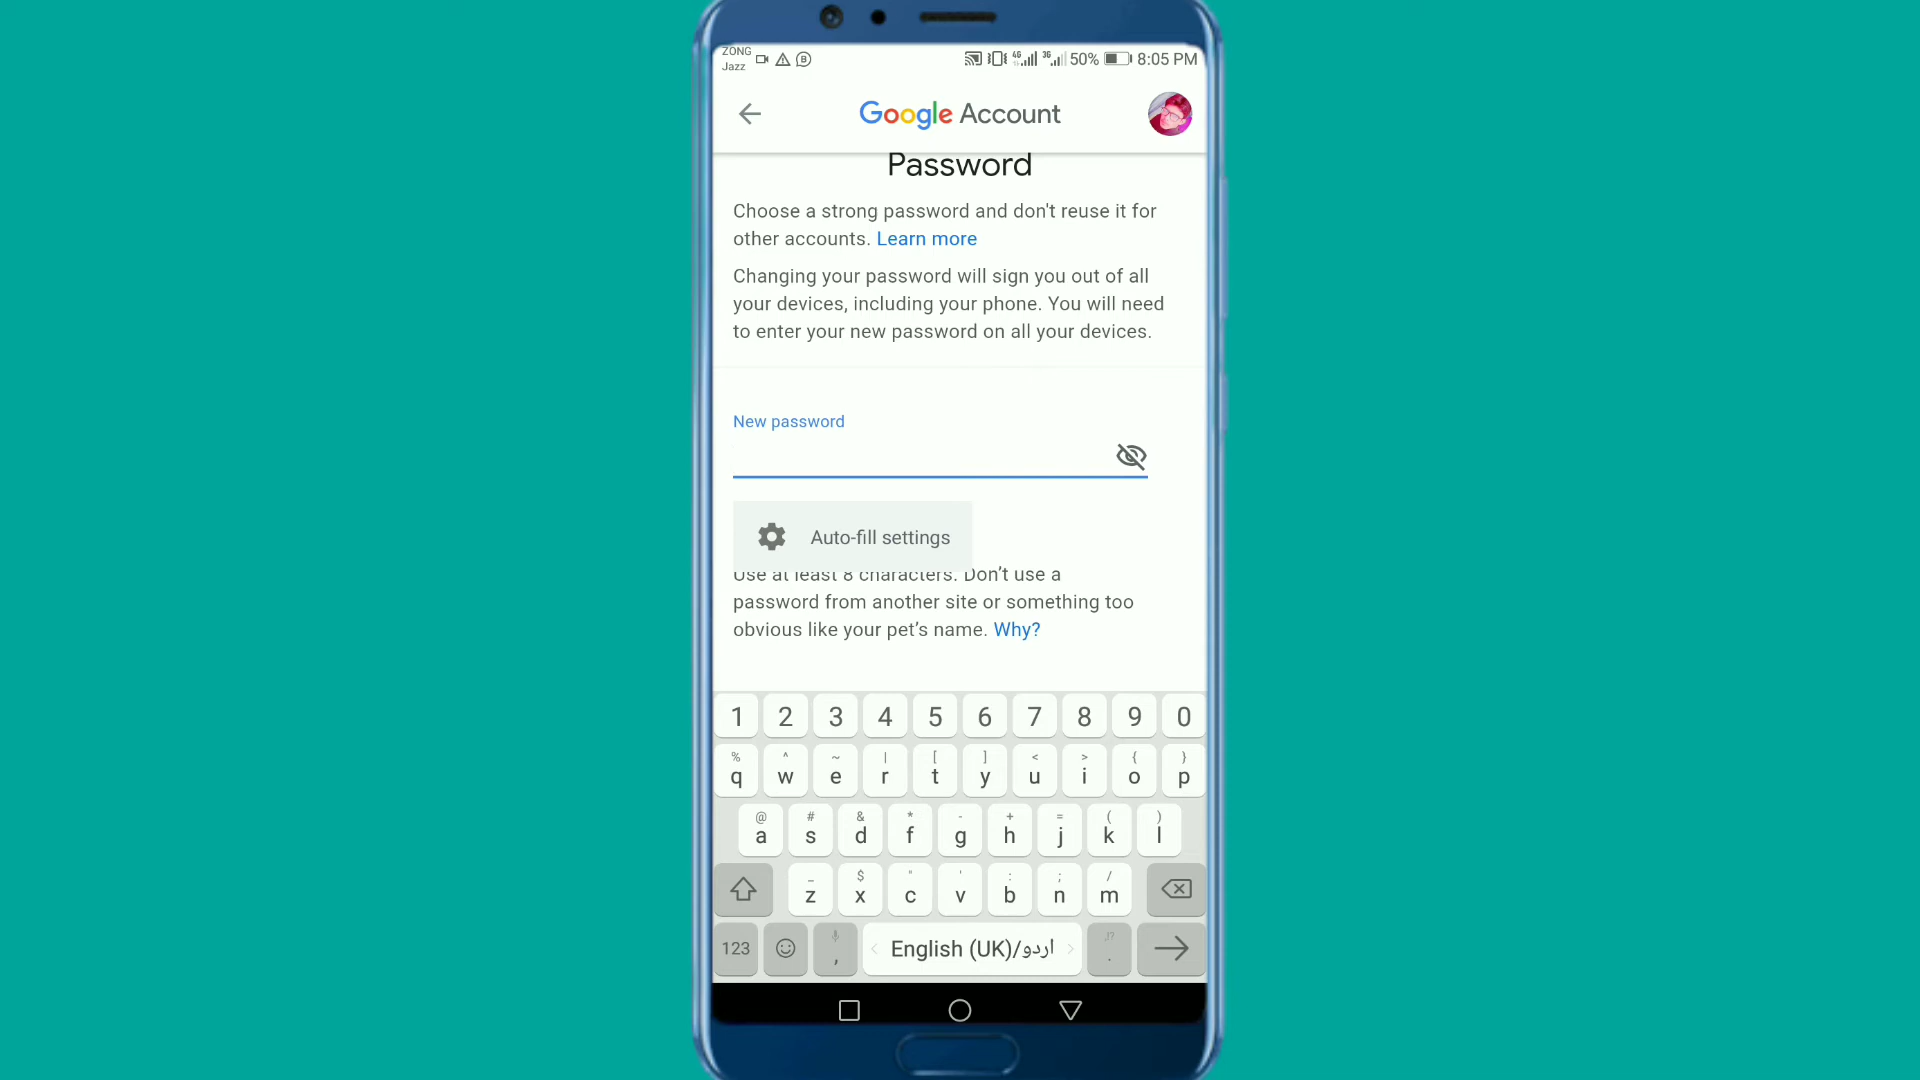 ZONG
Jazz
4G 3G 50% 8:05 PM
Google Account
Password
Choose a strong password and don't reuse it for
other accounts. Learn more
Changing your password will sign you out of all
your devices, including your phone. You will need
to enter your new password on all your devices.
New password
Auto-fill settings
Use at least 8 characters. Don’t use a
password from another site or something too
obvious like your pet’s name. Why?
1 2 3 4 5 6 7 8 9 0
% ^ ~ | [ ] < > { }
q w e r t y u i o p
@ # & * - + = ( )
a s d f g h j k l
_ $ " ' : ; /
z x c v b n m
,!?
123 , English (UK)/اردو .